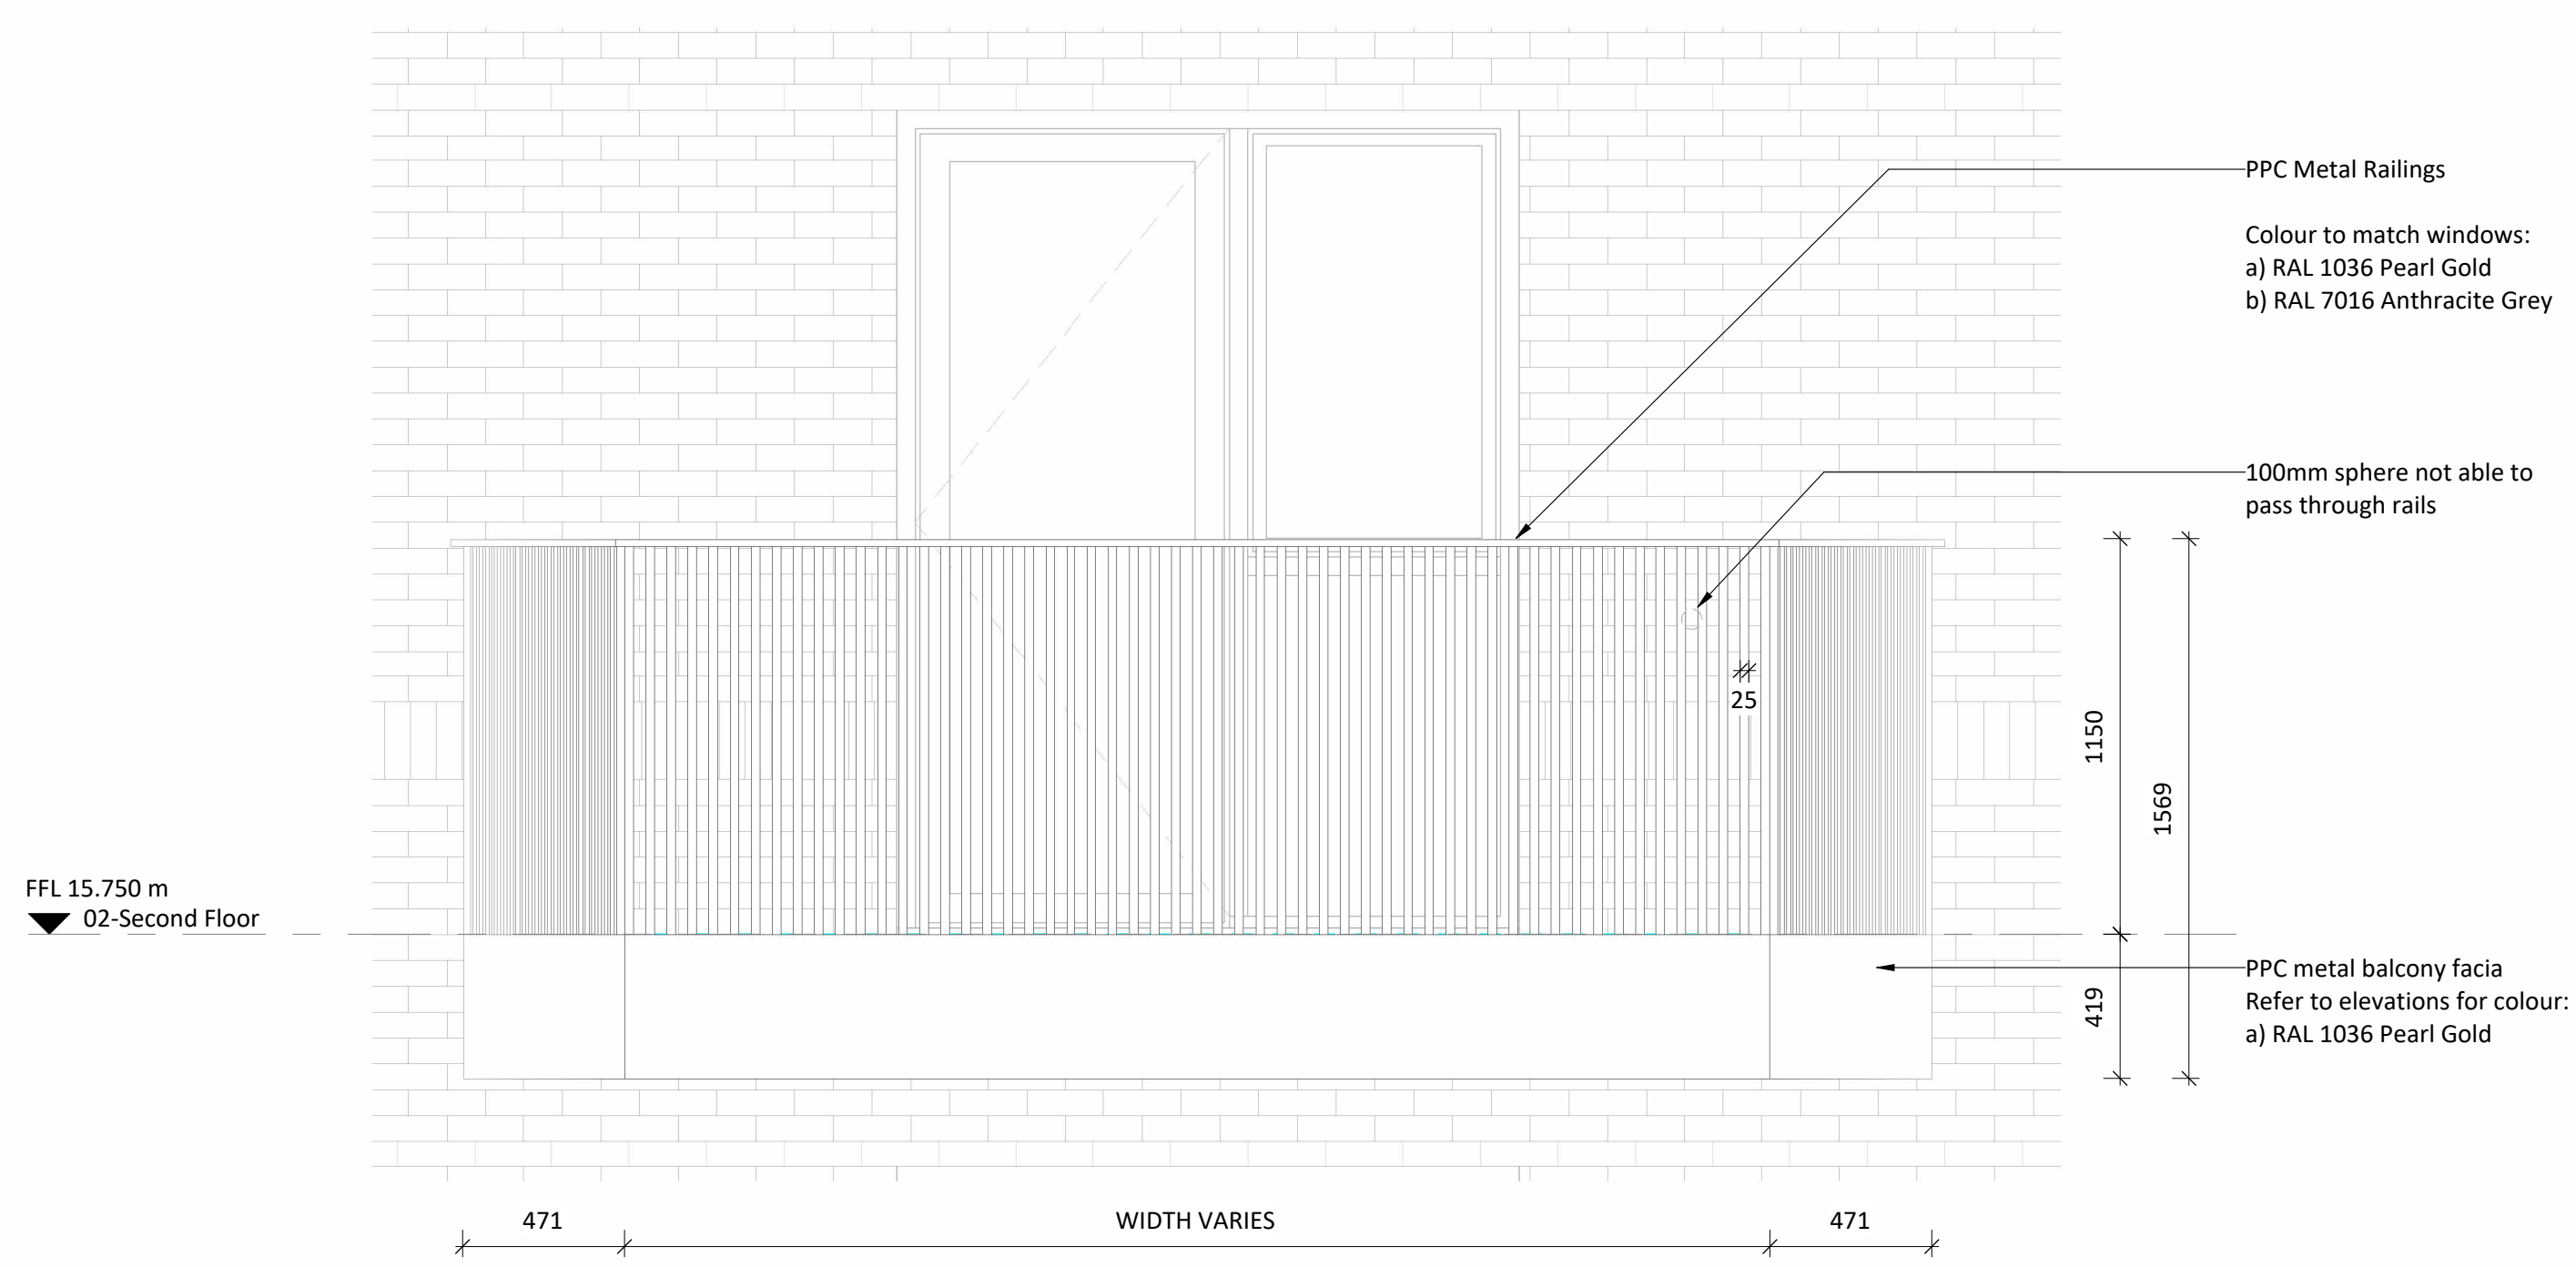 PPC Metal Railings
Colour to match windows:
a) RAL 1036 Pearl Gold
b) RAL 7016 Anthracite Grey
100mm sphere not able to
pass through rails
25
1150
1569
FFL 15.750 m
02-Second Floor
PPC metal balcony facia
Refer to elevations for colour:
a) RAL 1036 Pearl Gold
419
471
WIDTH VARIES
471